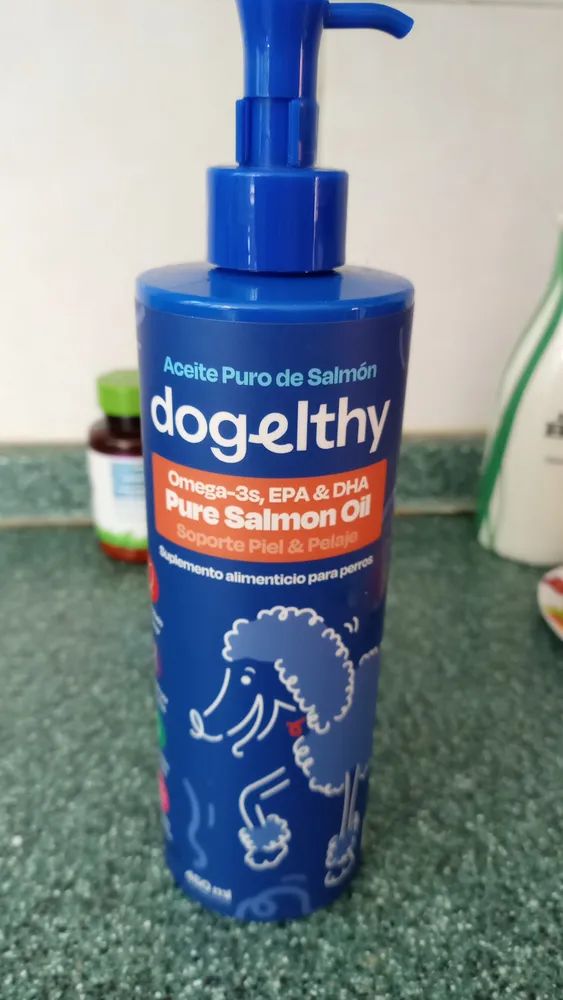 Aceite Puro de Salmón
dogelthy
Omega-3s, EPA & DHA
Pure Salmon Oil
Soporte Piel & Pelaje
Suplemento alimenticio para perros